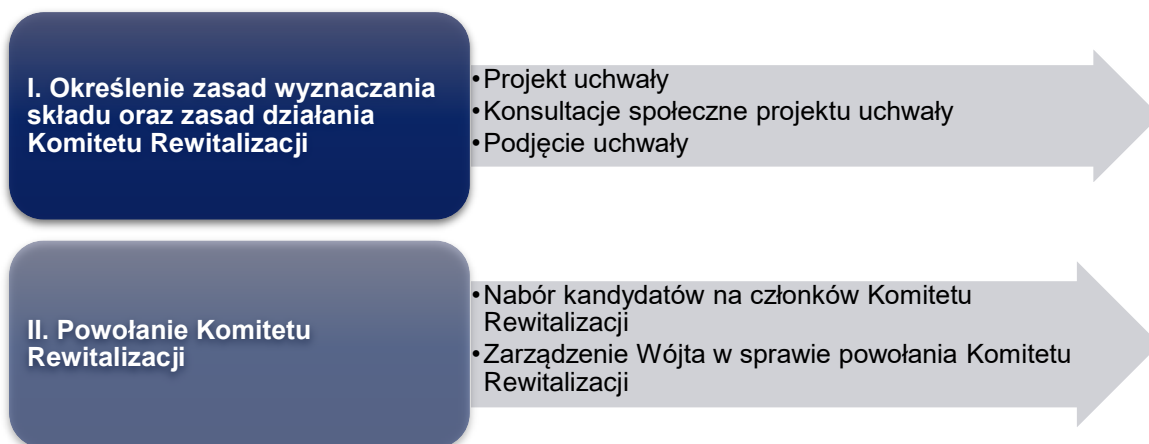 I. Określenie zasad wyznaczania
składu oraz zasad działania
Komitetu Rewitalizacji
•Projekt uchwały
•Konsultacje społeczne projektu uchwały
•Podjęcie uchwały
II. Powołanie Komitetu
Rewitalizacji
•Nabór kandydatów na członków Komitetu
Rewitalizacji
•Zarządzenie Wójta w sprawie powołania Komitetu
Rewitalizacji